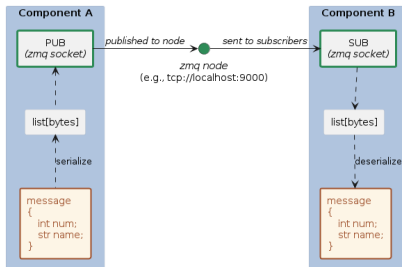 Component A
Component B
PUB
(zmq socket)
published to node
sent to subscribers
SUB
(zmq socket)
zmq node
(e.g., tcp://localhost:9000)
list[bytes]
list[bytes]
serialize
deserialize
message
{
int num;
str name;
}
message
{
int num;
str name;
}